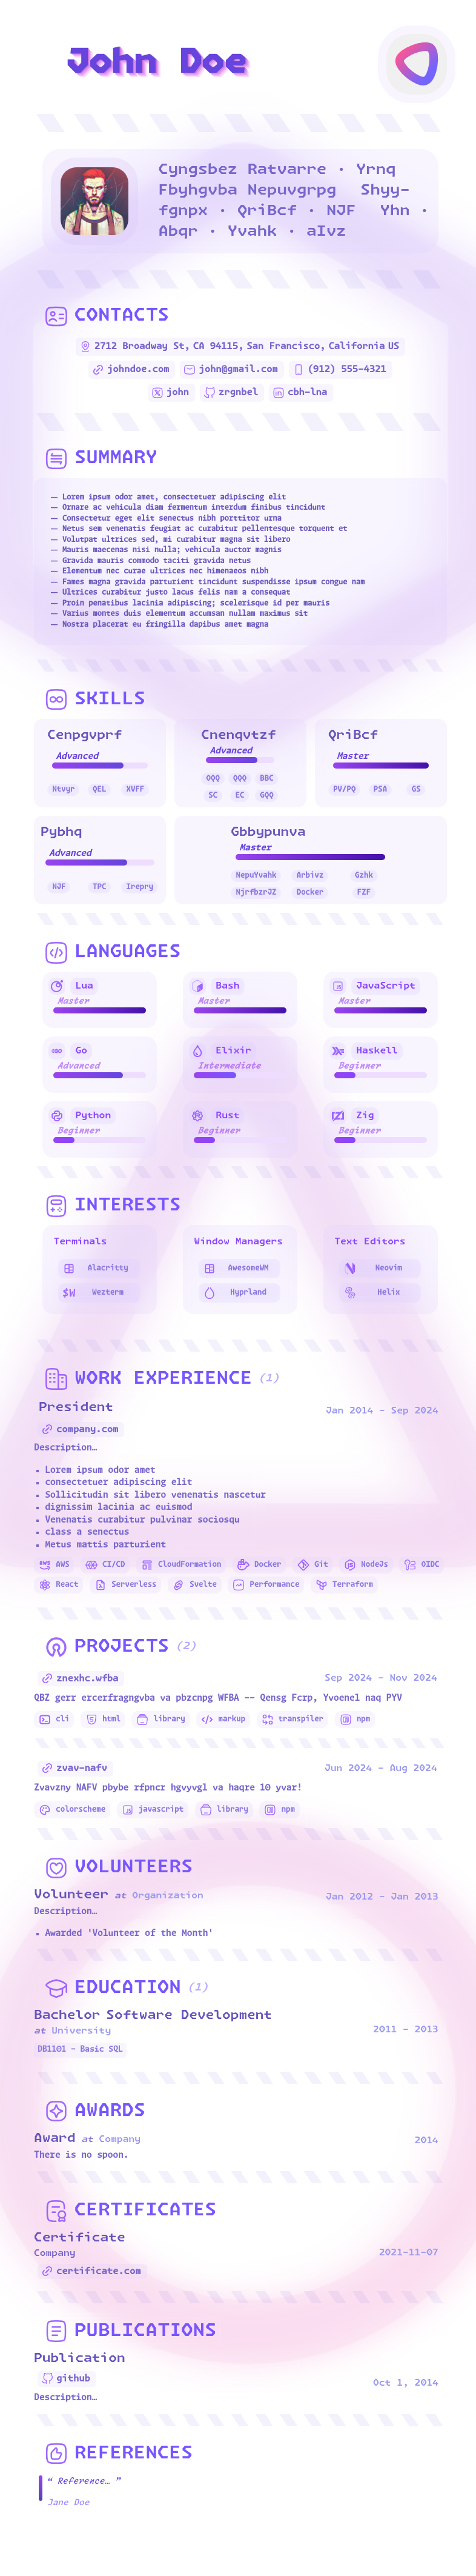 John Doe
Cyngsbez Ratvarre · Yrnq
Fbyhgvba Nepuvgrpg Shyy-
fgnpx · QriBcf · NJF Yhn ·
Abqr · Yvahk · aIvz
CONTACTS
2712 Broadway St, CA 94115, San Francisco, California US
johndoe.com john@gmail.com (912) 555-4321
john zrgnbel cbh-lna
SUMMARY
— Lorem ipsum odor amet, consectetuer adipiscing elit
— Ornare ac vehicula diam fermentum interdum finibus tincidunt
— Consectetur eget elit senectus nibh porttitor urna
— Netus sem venenatis feugiat ac curabitur pellentesque torquent et
— Volutpat ultrices sed, mi curabitur magna sit libero
— Mauris maecenas nisi nulla; vehicula auctor magnis
— Gravida mauris commodo taciti gravida netus
— Elementum nec curae ultrices nec himenaeos nibh
— Fames magna gravida parturient tincidunt suspendisse ipsum congue nam
— Ultrices curabitur justo lacus felis nam a consequat
— Proin penatibus lacinia adipiscing; scelerisque id per mauris
— Varius montes duis elementum accumsan nullam maximus sit
— Nostra placerat eu fringilla dapibus amet magna
SKILLS
Cenpgvprf
Advanced
Ntvyr QEL XVFF
Cnenqvtzf
Advanced
OQQ QQQ BBC
SC EC GQQ
QriBcf
Master
PV/PQ PSA GS
Pybhq
Advanced
NJF TPC Irepry
Gbbypunva
Master
NepuYvahk Arbivz Gzhk
NjrfbzrJZ Docker FZF
LANGUAGES
Lua Bash JavaScript
Master Master Master
Go Elixir Haskell
Advanced Intermediate Beginner
Python Rust Zig
Beginner Beginner Beginner
INTERESTS
Terminals Window Managers Text Editors
Alacritty AwesomeWM Neovim
$W Wezterm Hyprland Helix
WORK EXPERIENCE (1)
President Jan 2014 - Sep 2024
company.com
Description…
• Lorem ipsum odor amet
• consectetuer adipiscing elit
• Sollicitudin sit libero venenatis nascetur
• dignissim lacinia ac euismod
• Venenatis curabitur pulvinar sociosqu
• class a senectus
• Metus mattis parturient
AWS CI/CD CloudFormation Docker Git NodeJs OIDC
React Serverless Svelte Performance Terraform
PROJECTS (2)
znexhc.wfba Sep 2024 - Nov 2024
QBZ gerr ercerfragngvba va pbzcnpg WFBA -- Qensg Fcrp, Yvoenel naq PYV
cli html library markup transpiler npm
zvav-nafv Jun 2024 - Aug 2024
Zvavzny NAFV pbybe rfpncr hgvyvgl va haqre 10 yvar!
colorscheme javascript library npm
VOLUNTEERS
Volunteer at Organization Jan 2012 - Jan 2013
Description…
• Awarded 'Volunteer of the Month'
EDUCATION (1)
Bachelor Software Development
at University 2011 - 2013
DB1101 - Basic SQL
AWARDS
Award at Company 2014
There is no spoon.
CERTIFICATES
Certificate
Company 2021-11-07
certificate.com
PUBLICATIONS
Publication
github Oct 1, 2014
Description…
REFERENCES
“ Reference… ”
Jane Doe